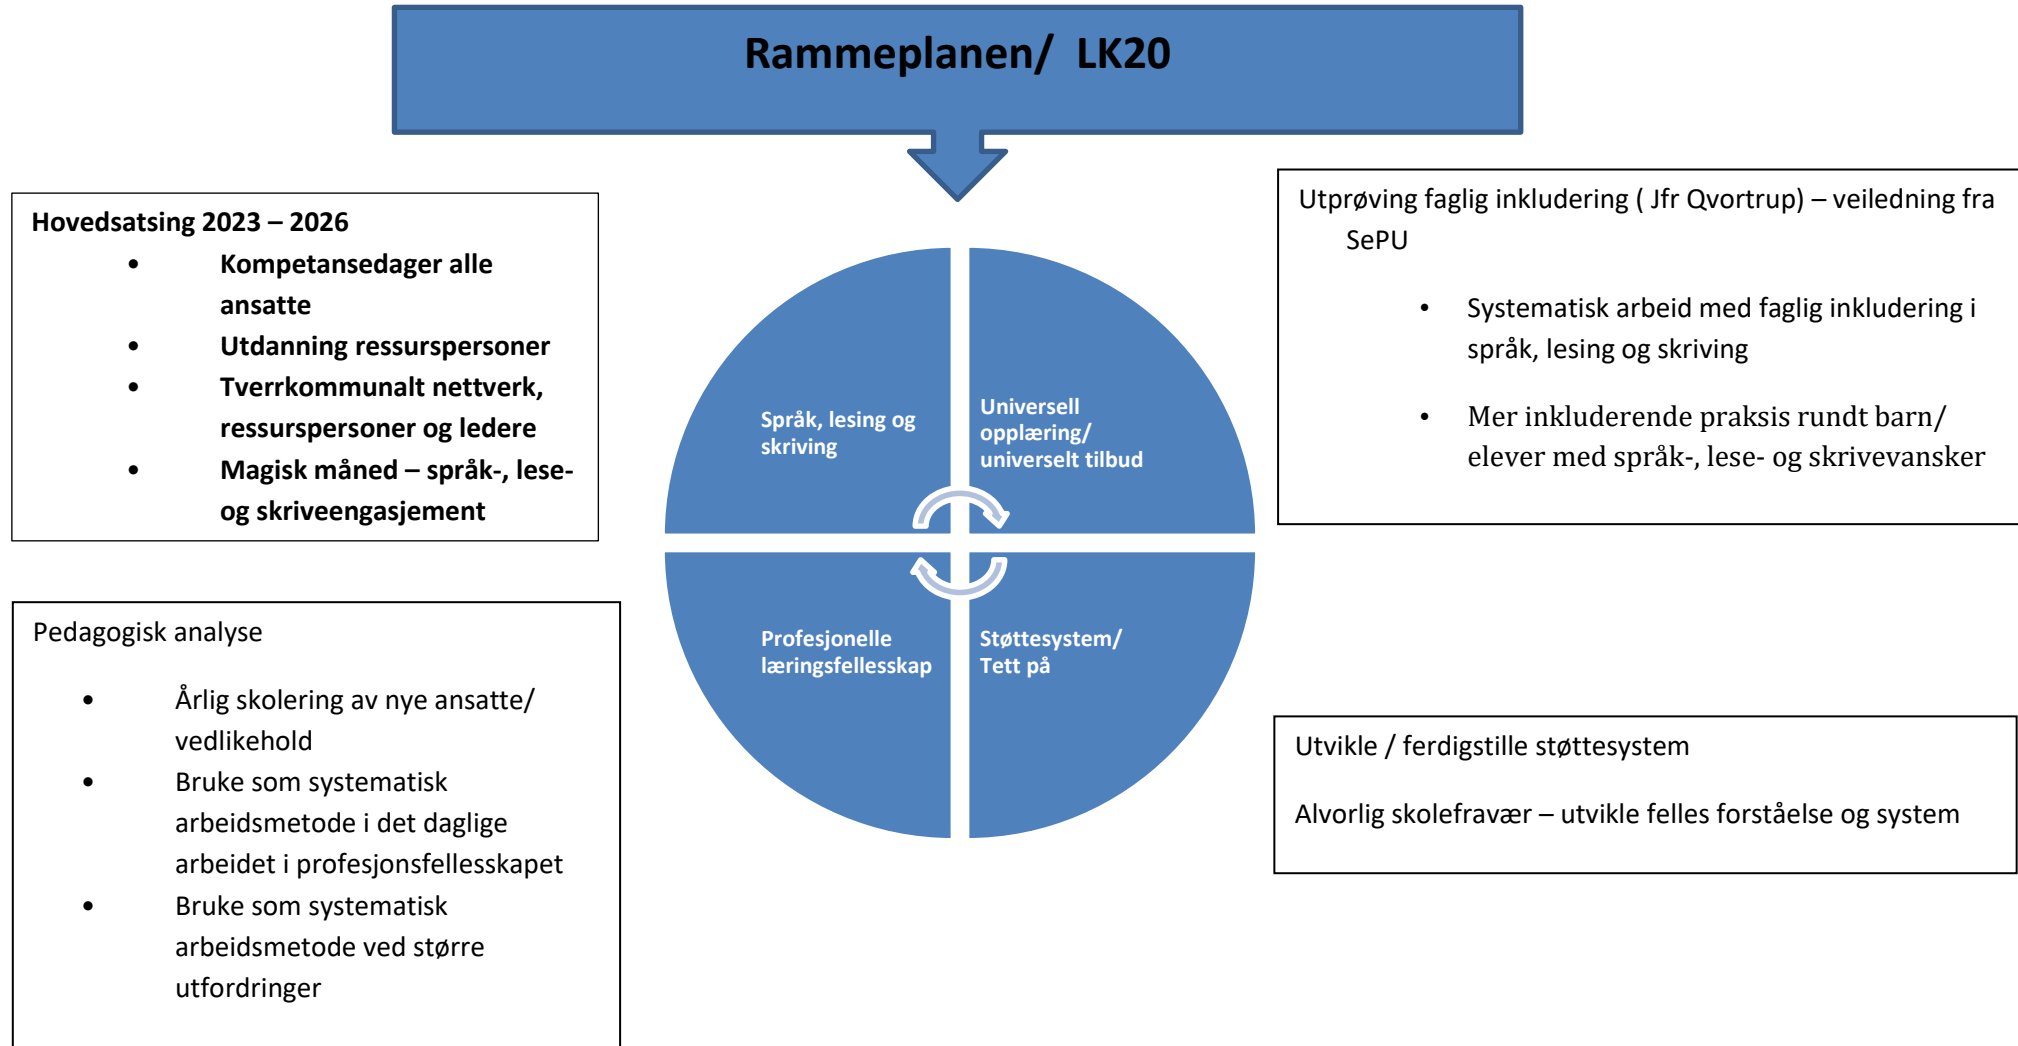 Rammeplanen/ LK20
Hovedsatsing 2023 – 2026
• Kompetansedager alle
ansatte
• Utdanning ressurspersoner
• Tverrkommunalt nettverk,
ressurspersoner og ledere
• Magisk måned – språk-, lese-
og skriveengasjement
Utprøving faglig inkludering ( Jfr Qvortrup) – veiledning fra
SePU
• Systematisk arbeid med faglig inkludering i
språk, lesing og skriving
• Mer inkluderende praksis rundt barn/
elever med språk-, lese- og skrivevansker
Språk, lesing og
skriving
Universell
opplæring/
universelt tilbud
Profesjonelle
læringsfellesskap
Støttesystem/
Tett på
Pedagogisk analyse
• Årlig skolering av nye ansatte/
vedlikehold
• Bruke som systematisk
arbeidsmetode i det daglige
arbeidet i profesjonsfellesskapet
• Bruke som systematisk
arbeidsmetode ved større
utfordringer
Utvikle / ferdigstille støttesystem
Alvorlig skolefravær – utvikle felles forståelse og system